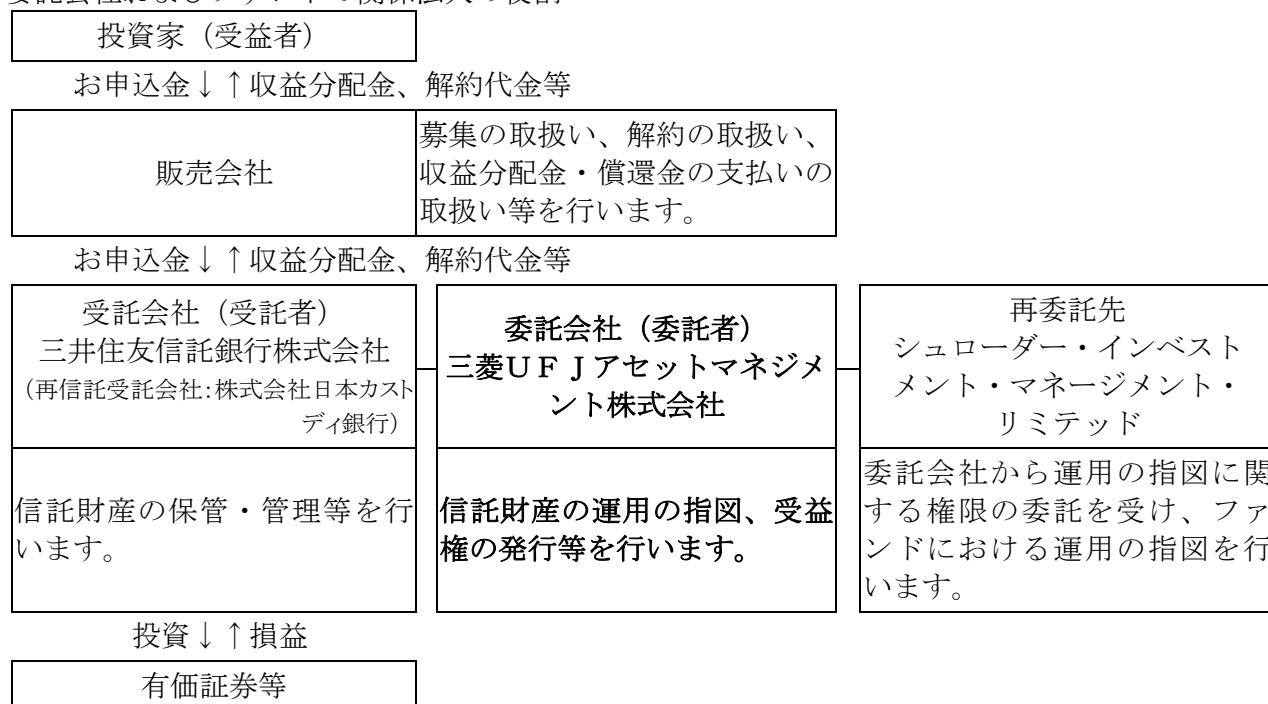 投資家（受益者）
お申込金↓↑収益分配金、解約代金等
販売会社
募集の取扱い、解約の取扱い、
収益分配金・償還金の支払いの
取扱い等を行います。
お申込金↓↑収益分配金、解約代金等
受託会社（受託者）
三井住友信託銀行株式会社
（再信託受託会社:株式会社日本カスト
ディ銀行）
委託会社（委託者）
三菱ＵＦＪアセットマネジメ
ント株式会社
再委託先
シュローダー・インベスト
メント・マネージメント・
リミテッド
信託財産の保管・管理等を行
います。
信託財産の運用の指図、受益
権の発行等を行います。
委託会社から運用の指図に関
する権限の委託を受け、ファ
ンドにおける運用の指図を行
います。
投資↓↑損益
有価証券等